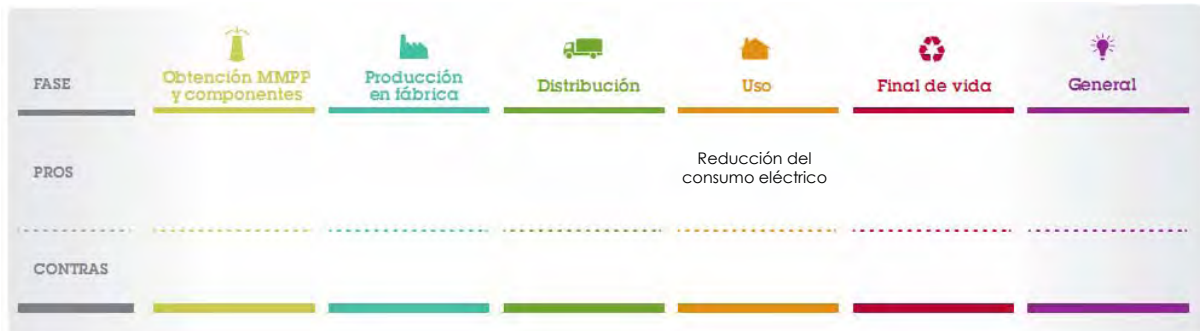 FASE
Obtención MMPP
y componentes
Producción
en fábrica
Distribución
Uso
Final de vida
General
PROS
Reducción del
consumo eléctrico
CONTRAS